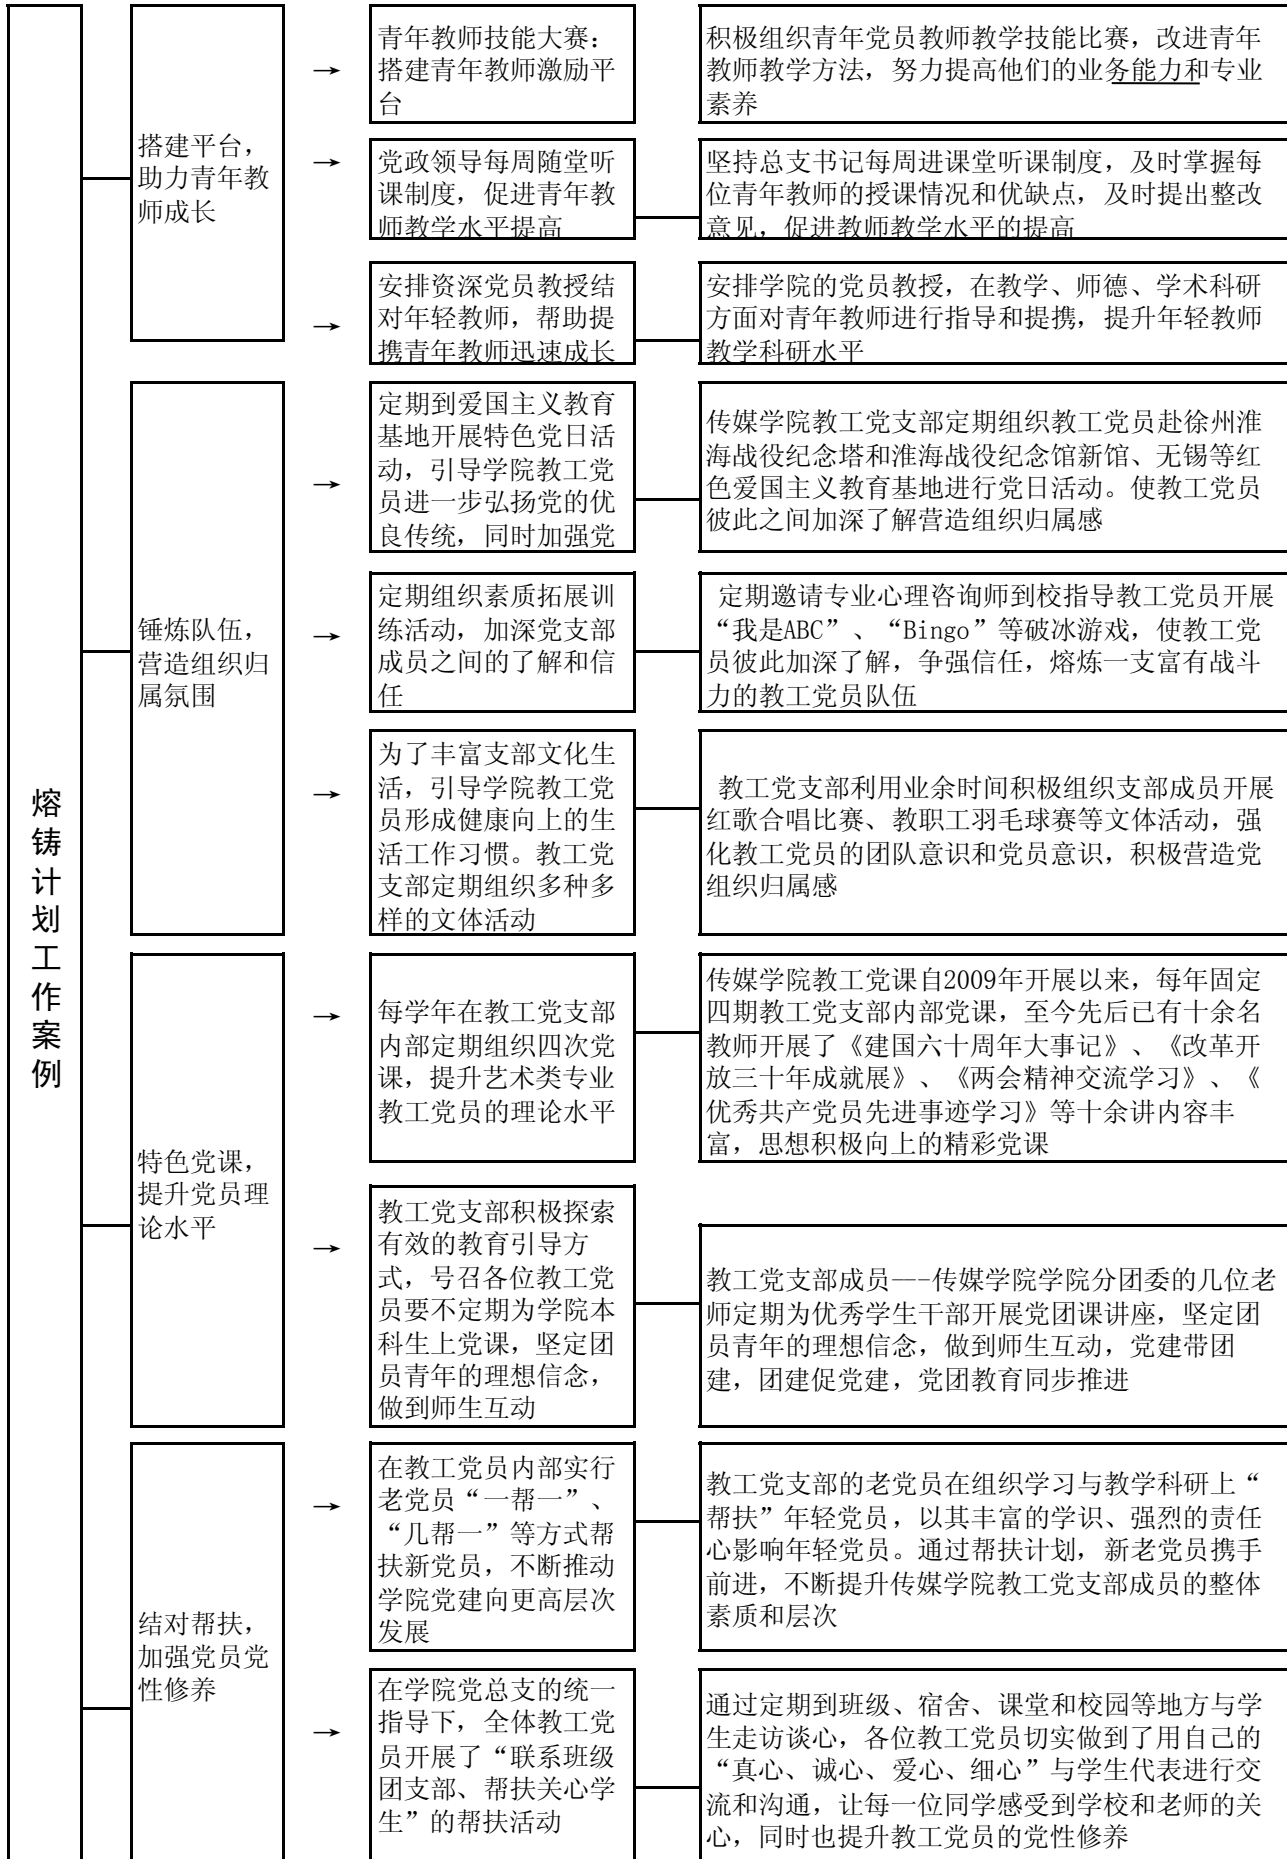 熔铸计划工作案例
搭建平台，
助力青年教
师成长
→
青年教师技能大赛：
搭建青年教师激励平
台
积极组织青年党员教师教学技能比赛，改进青年
教师教学方法，努力提高他们的业务能力和专业
素养
→
党政领导每周随堂听
课制度，促进青年教
师教学水平提高
坚持总支书记每周进课堂听课制度，及时掌握每
位青年教师的授课情况和优缺点，及时提出整改
意见，促进教师教学水平的提高
→
安排资深党员教授结
对年轻教师，帮助提
携青年教师迅速成长
安排学院的党员教授，在教学、师德、学术科研
方面对青年教师进行指导和提携，提升年轻教师
教学科研水平
锤炼队伍，
营造组织归
属氛围
→
定期到爱国主义教育
基地开展特色党日活
动，引导学院教工党
员进一步弘扬党的优
良传统，同时加强党
传媒学院教工党支部定期组织教工党员赴徐州淮
海战役纪念塔和淮海战役纪念馆新馆、无锡等红
色爱国主义教育基地进行党日活动。使教工党员
彼此之间加深了解营造组织归属感
→
定期组织素质拓展训
练活动，加深党支部
成员之间的了解和信
任
定期邀请专业心理咨询师到校指导教工党员开展
“我是ABC”、“Bingo”等破冰游戏，使教工党
员彼此加深了解，争强信任，熔炼一支富有战斗
力的教工党员队伍
→
为了丰富支部文化生
活，引导学院教工党
员形成健康向上的生
活工作习惯。教工党
支部定期组织多种多
样的文体活动
教工党支部利用业余时间积极组织支部成员开展
红歌合唱比赛、教职工羽毛球赛等文体活动，强
化教工党员的团队意识和党员意识，积极营造党
组织归属感
特色党课，
提升党员理
论水平
→
每学年在教工党支部
内部定期组织四次党
课，提升艺术类专业
教工党员的理论水平
传媒学院教工党课自2009年开展以来，每年固定
四期教工党支部内部党课，至今先后已有十余名
教师开展了《建国六十周年大事记》、《改革开
放三十年成就展》、《两会精神交流学习》、《
优秀共产党员先进事迹学习》等十余讲内容丰
富，思想积极向上的精彩党课
→
教工党支部积极探索
有效的教育引导方
式，号召各位教工党
员要不定期为学院本
科生上党课，坚定团
员青年的理想信念，
做到师生互动
教工党支部成员---传媒学院学院分团委的几位老
师定期为优秀学生干部开展党团课讲座，坚定团
员青年的理想信念，做到师生互动，党建带团
建，团建促党建，党团教育同步推进
结对帮扶，
加强党员党
性修养
→
在教工党员内部实行
老党员“一帮一”、
“几帮一”等方式帮
扶新党员，不断推动
学院党建向更高层次
发展
教工党支部的老党员在组织学习与教学科研上“
帮扶”年轻党员，以其丰富的学识、强烈的责任
心影响年轻党员。通过帮扶计划，新老党员携手
前进，不断提升传媒学院教工党支部成员的整体
素质和层次
→
在学院党总支的统一
指导下，全体教工党
员开展了“联系班级
团支部、帮扶关心学
生”的帮扶活动
通过定期到班级、宿舍、课堂和校园等地方与学
生走访谈心，各位教工党员切实做到了用自己的
“真心、诚心、爱心、细心”与学生代表进行交
流和沟通，让每一位同学感受到学校和老师的关
心，同时也提升教工党员的党性修养